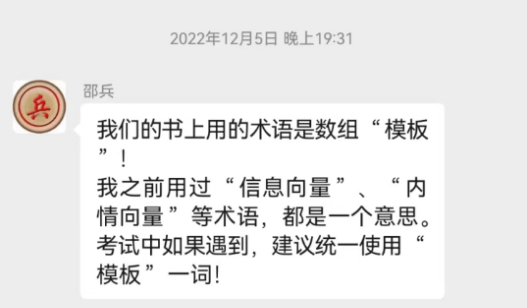 2022年12月5日 晚上19:31
邵兵
兵
我们的书上用的术语是数组“模板
”！
我之前用过“信息向量”、“内
情向量”等术语，都是一个意思。
考试中如果遇到，建议统一使用“
模板”一词！